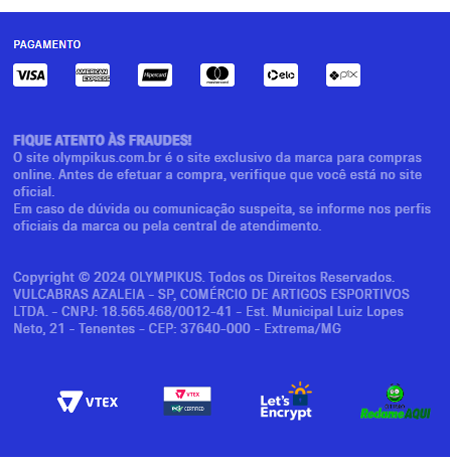 PAGAMENTO
VISA
AMERICAN EXPRESS
Hipercard
mastercard
elo
pix
FIQUE ATENTO ÀS FRAUDES!
O site olympikus.com.br é o site exclusivo da marca para compras
online. Antes de efetuar a compra, verifique que você está no site
oficial.
Em caso de dúvida ou comunicação suspeita, se informe nos perfis
oficiais da marca ou pela central de atendimento.
Copyright © 2024 OLYMPIKUS. Todos os Direitos Reservados.
VULCABRAS AZALEIA - SP, COMÉRCIO DE ARTIGOS ESPORTIVOS
LTDA. - CNPJ: 18.565.468/0012-41 - Est. Municipal Luiz Lopes
Neto, 21 - Tenentes - CEP: 37640-000 - Extrema/MG
VTEX
VTEX
PCI CERTIFIED
Let's
Encrypt
ReclameAQUI